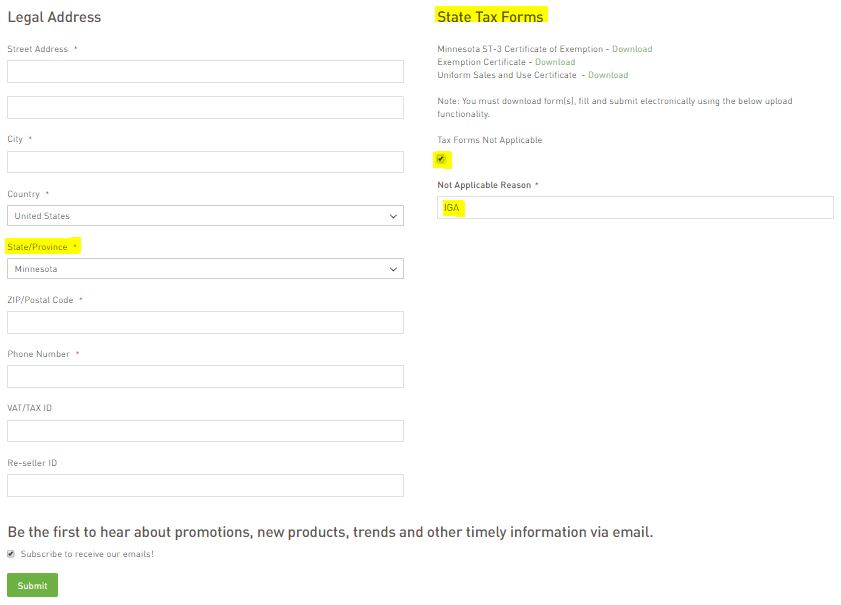 Legal Address
Street Address *
City *
Country *
United States
State/Province *
Minnesota
ZIP/Postal Code *
Phone Number *
VAT/TAX ID
Re-seller ID
State Tax Forms
Minnesota ST-3 Certificate of Exemption - Download
Exemption Certificate - Download
Uniform Sales and Use Certificate - Download
Note: You must download form(s), fill and submit electronically using the below upload
functionality.
Tax Forms Not Applicable
Not Applicable Reason *
IGA
Be the first to hear about promotions, new products, trends and other timely information via email.
Subscribe to receive our emails!
Submit